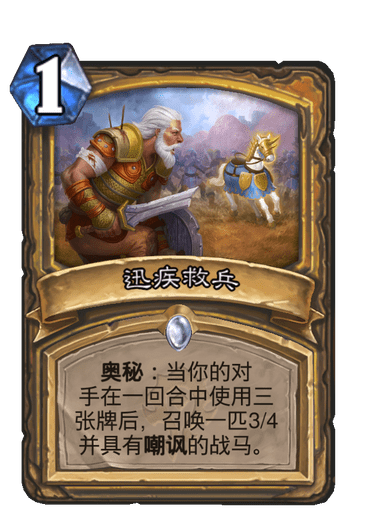 1
迅疾救兵
奥秘：当你的对
手在一回合中使用三
张牌后，召唤一匹3/4
并具有嘲讽的战马。